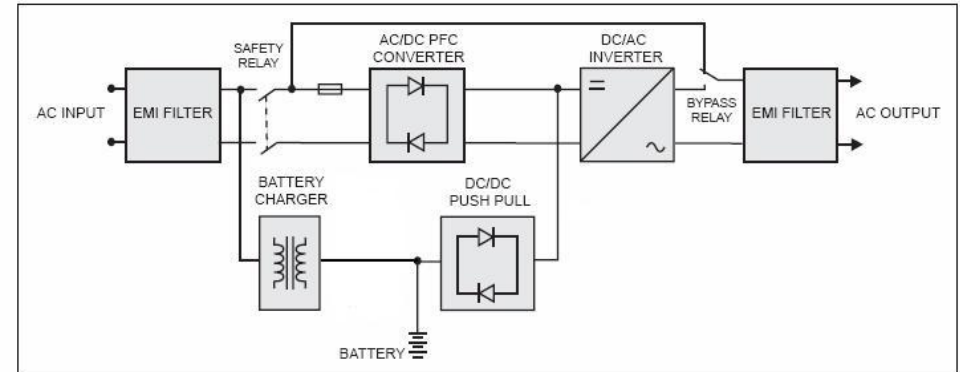 SAFETY
RELAY
AC/DC PFC
CONVERTER
DC/AC
INVERTER
AC INPUT
EMI FILTER
BYPASS
RELAY
EMI FILTER
AC OUTPUT
BATTERY
CHARGER
DC/DC
PUSH PULL
BATTERY